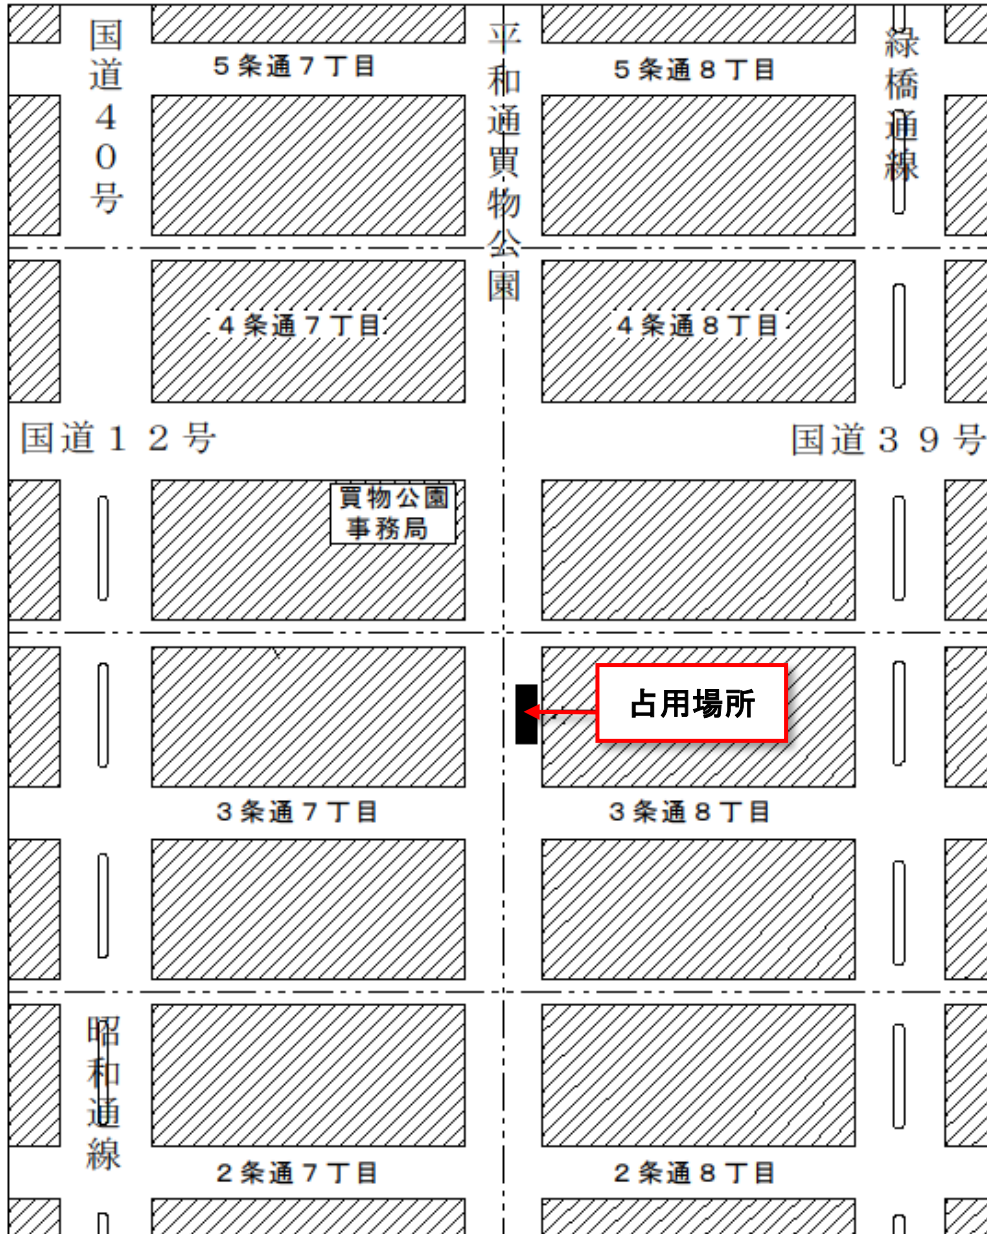 国道４０号
平和通買物公園
緑橋通線
５条通７丁目
５条通８丁目
４条通７丁目
４条通８丁目
国道１２号
国道３９号
買物公園
事務局
占用場所
３条通７丁目
３条通８丁目
昭和通線
２条通７丁目
２条通８丁目